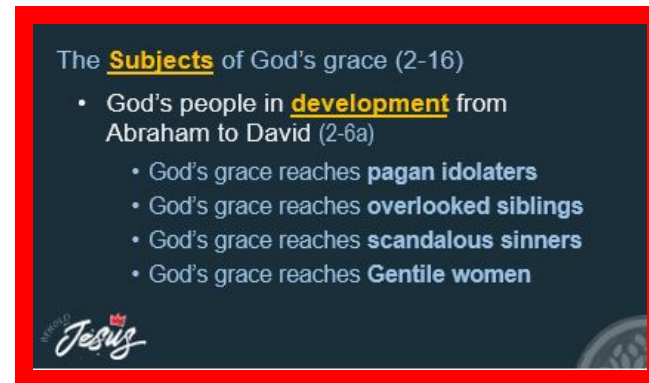 The Subjects of God's grace (2-16)
• God's people in development from
Abraham to David (2-6a)
• God's grace reaches pagan idolaters
• God's grace reaches overlooked siblings
• God's grace reaches scandalous sinners
• God's grace reaches Gentile women
BEHOLD
Jesus